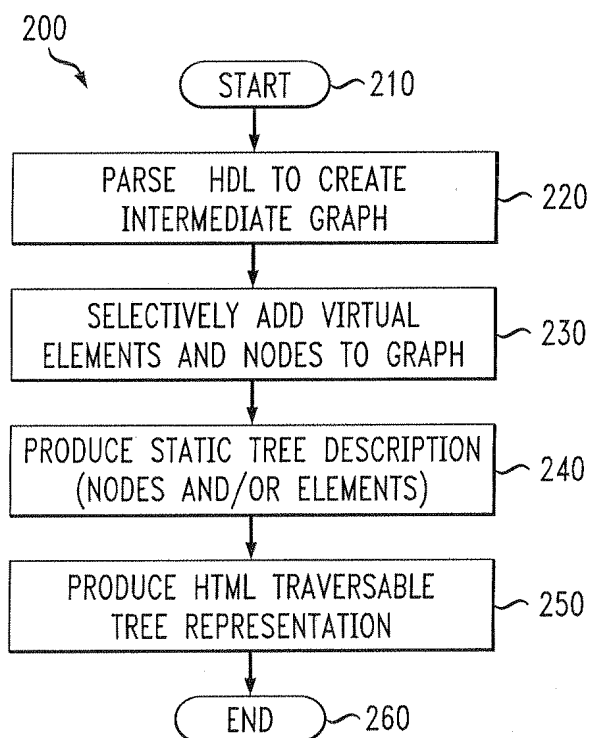 200
START
210
PARSE HDL TO CREATE
INTERMEDIATE GRAPH
220
SELECTIVELY ADD VIRTUAL
ELEMENTS AND NODES TO GRAPH
230
PRODUCE STATIC TREE DESCRIPTION
(NODES AND/OR ELEMENTS)
240
PRODUCE HTML TRAVERSABLE
TREE REPRESENTATION
250
END
260